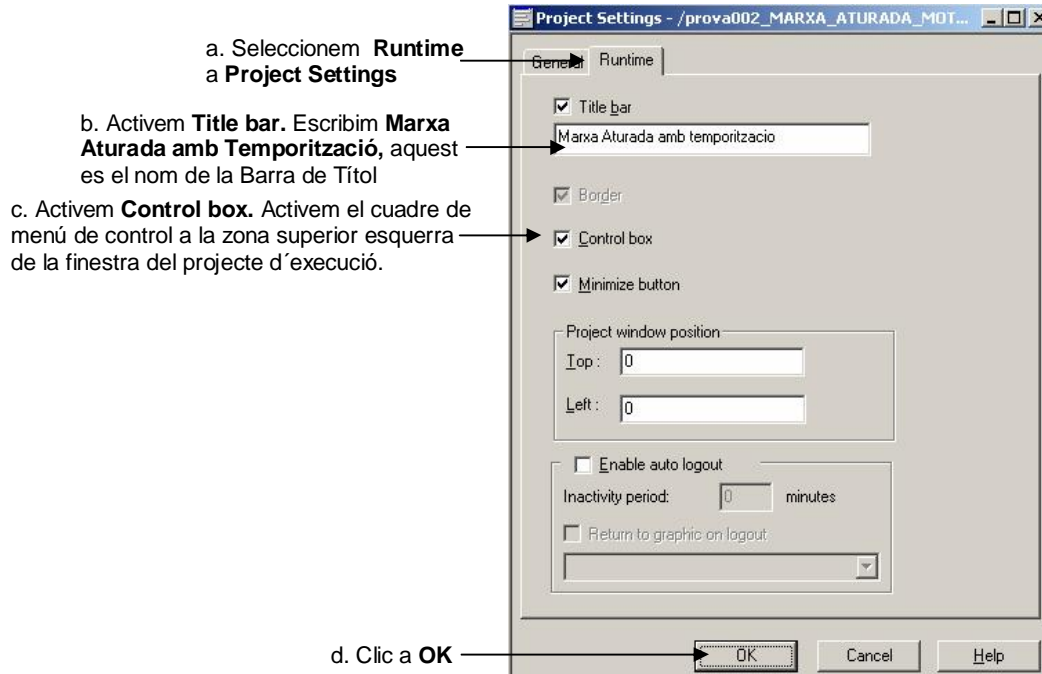 Project Settings - /prova002_MARXA_ATURADA_MOT...
a. Seleccionem Runtime
a Project Settings
General Runtime
Title bar
b. Activem Title bar. Escribim Marxa
Aturada amb Temporització, aquest
es el nom de la Barra de Títol
Marxa Aturada amb temporitzacio
Border
c. Activem Control box. Activem el cuadre de
menú de control a la zona superior esquerra
de la finestra del projecte d´execució.
Control box
Minimize button
Project window position
Top : 0
Left : 0
Enable auto logout
Inactivity period: 0 minutes
Return to graphic on logout
d. Clic a OK
OK Cancel Help